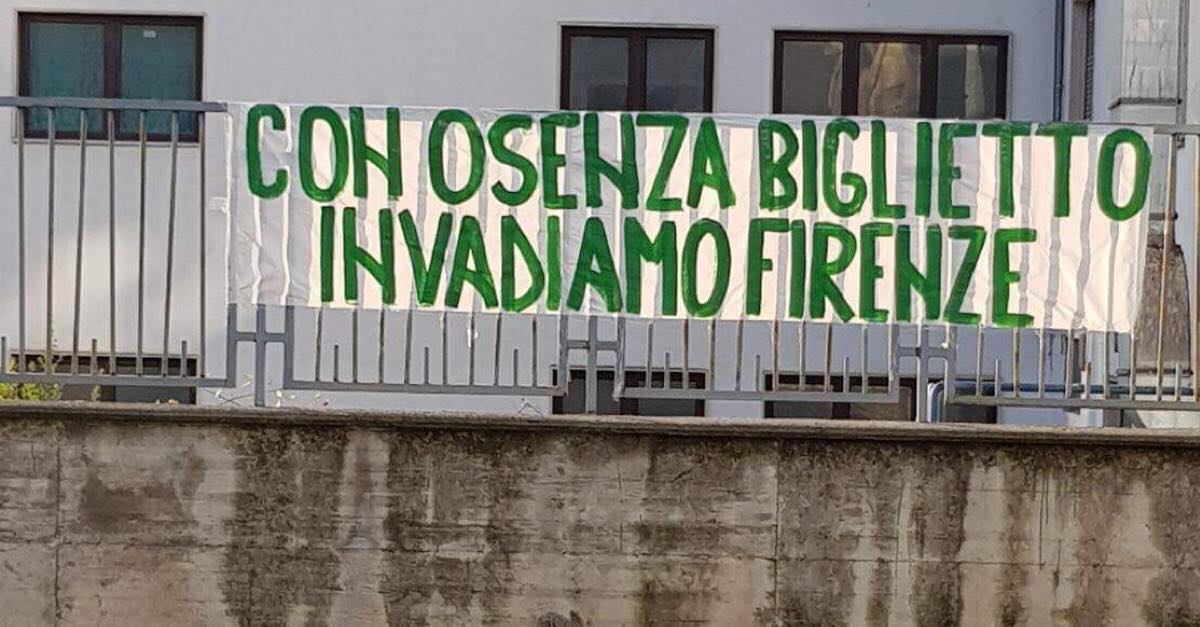 CON O SENZA BIGLIETTO
INVADIAMO FIRENZE